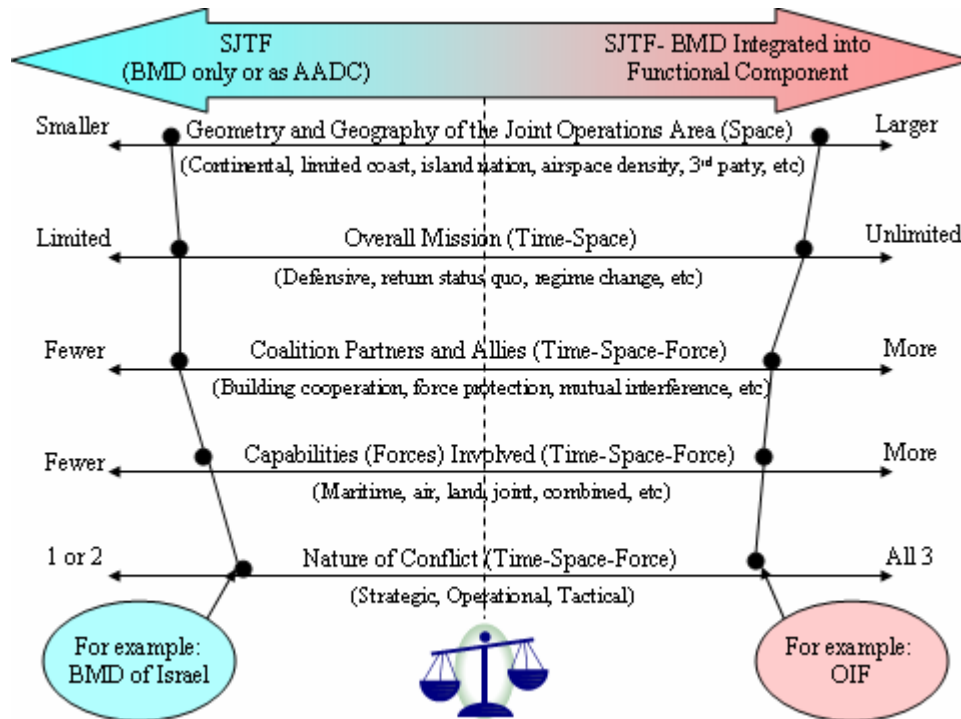 SJTF
(BMD only or as AADC)
SJTF- BMD Integrated into
Functional Component
Smaller
Geometry and Geography of the Joint Operations Area (Space)
Larger
(Continental, limited coast, island nation, airspace density, 3rd party, etc)
Limited
Overall Mission (Time-Space)
Unlimited
(Defensive, return status quo, regime change, etc)
Fewer
Coalition Partners and Allies (Time-Space-Force)
More
(Building cooperation, force protection, mutual interference, etc)
Fewer
Capabilities (Forces) Involved (Time-Space-Force)
More
(Maritime, air, land, joint, combined, etc)
1 or 2
Nature of Conflict (Time-Space-Force)
All 3
(Strategic, Operational, Tactical)
For example:
BMD of Israel
For example:
OIF